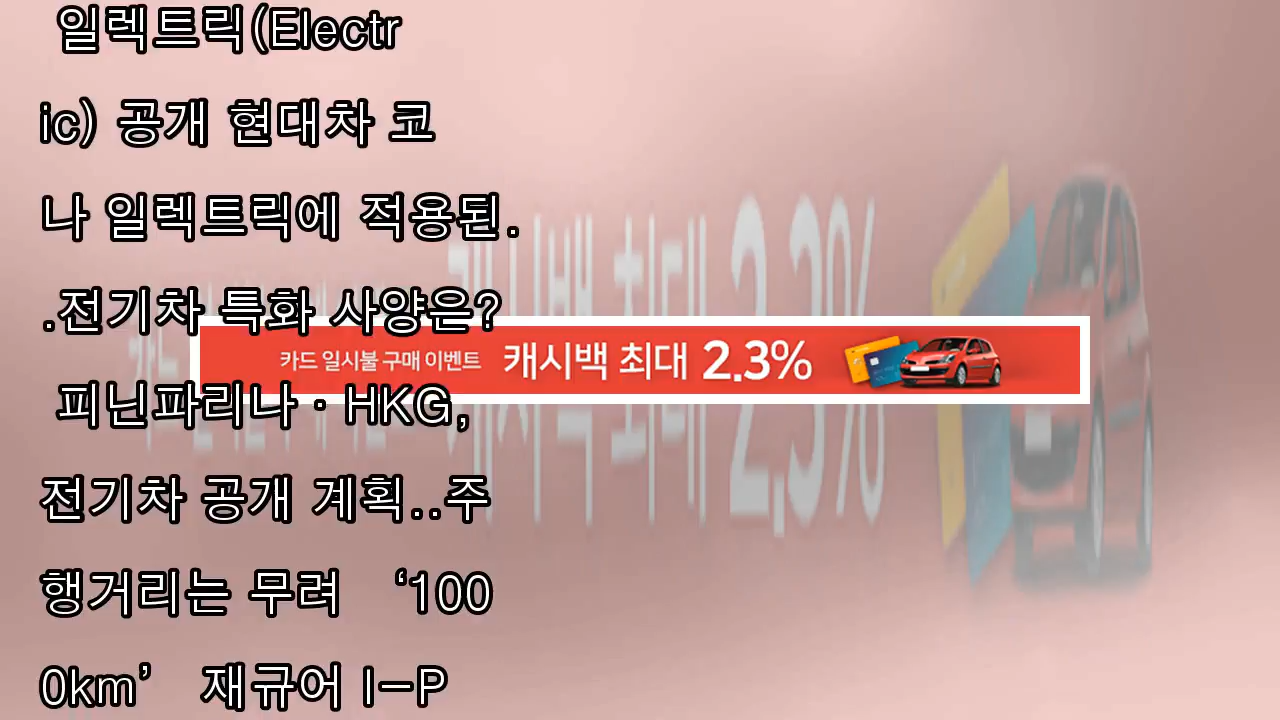 일렉트릭(Electr
ic) 공개 현대차 코
나 일렉트릭에 적용된.
.전기차 특화 사양은?
카드 일시불 구매 이벤트 캐시백 최대 2.3%
피닌파리나·HKG,
전기차 공개 계획..주
행거리는 무려 ‘100
0km’ 재규어 I-P